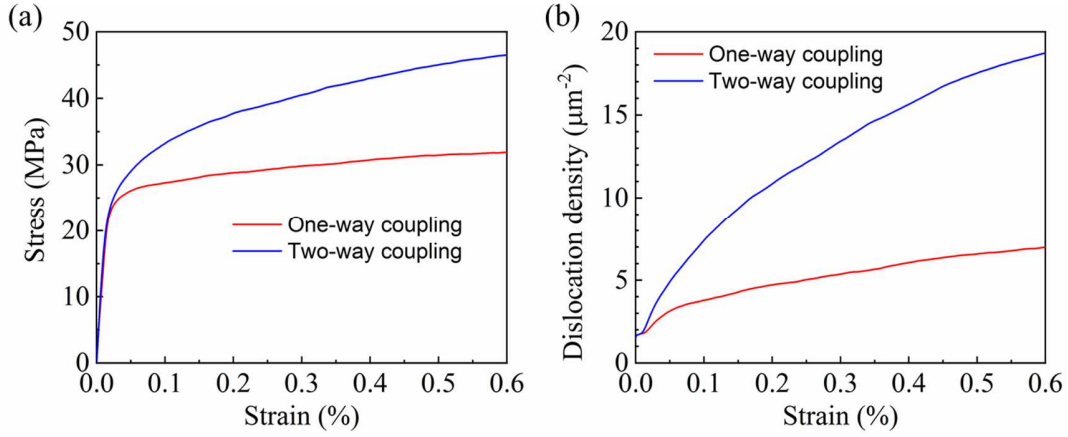 (a)
50
40
30
20
10
0
Stress (MPa)
One-way coupling
Two-way coupling
0.0 0.1 0.2 0.3 0.4 0.5 0.6
Strain (%)
(b)
20
15
10
5
0
Dislocation density (μm⁻²)
One-way coupling
Two-way coupling
0.0 0.1 0.2 0.3 0.4 0.5 0.6
Strain (%)